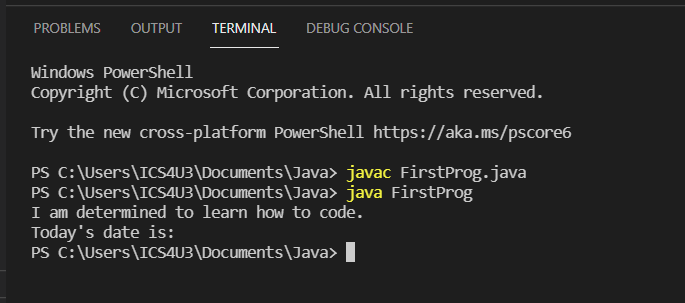 PROBLEMS OUTPUT TERMINAL DEBUG CONSOLE
Windows PowerShell
Copyright (C) Microsoft Corporation. All rights reserved.
Try the new cross-platform PowerShell https://aka.ms/pscore6
PS C:\Users\ICS4U3\Documents\Java> javac FirstProg.java
PS C:\Users\ICS4U3\Documents\Java> java FirstProg
I am determined to learn how to code.
Today's date is:
PS C:\Users\ICS4U3\Documents\Java>